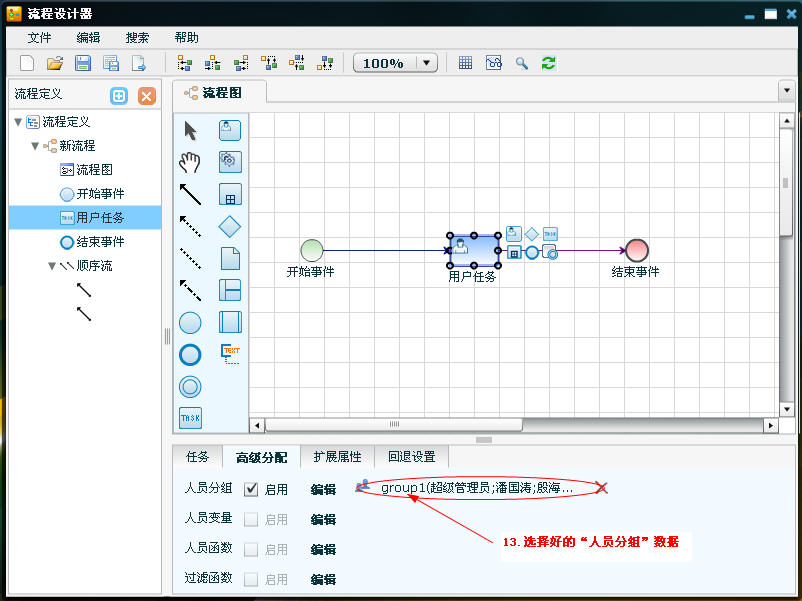 流程设计器
文件 编辑 搜索 帮助
100%
流程定义
流程图
流程定义
新流程
流程图
开始事件
用户任务
结束事件
顺序流
TEXT
TASK
开始事件
用户任务
结束事件
任务 高级分配 扩展属性 回退设置
人员分组 启用 编辑 group1(超级管理员;潘国涛;殷海...
人员变量 启用 编辑
人员函数 启用 编辑
过滤函数 启用 编辑
13.选择好的“人员分组”数据